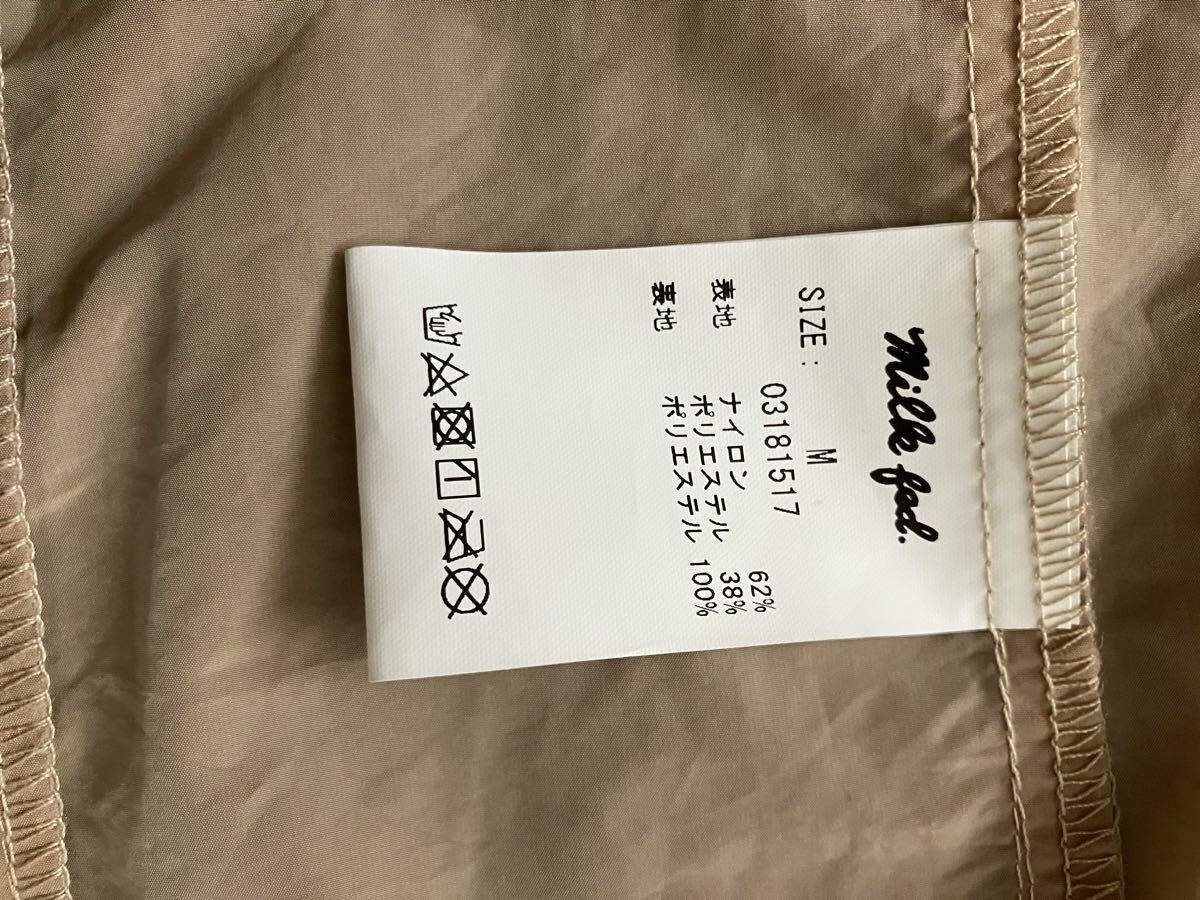 Milk fed.
SIZE : M
03181517
表地 ナイロン 62%
ポリエステル 38%
裏地 ポリエステル 100%